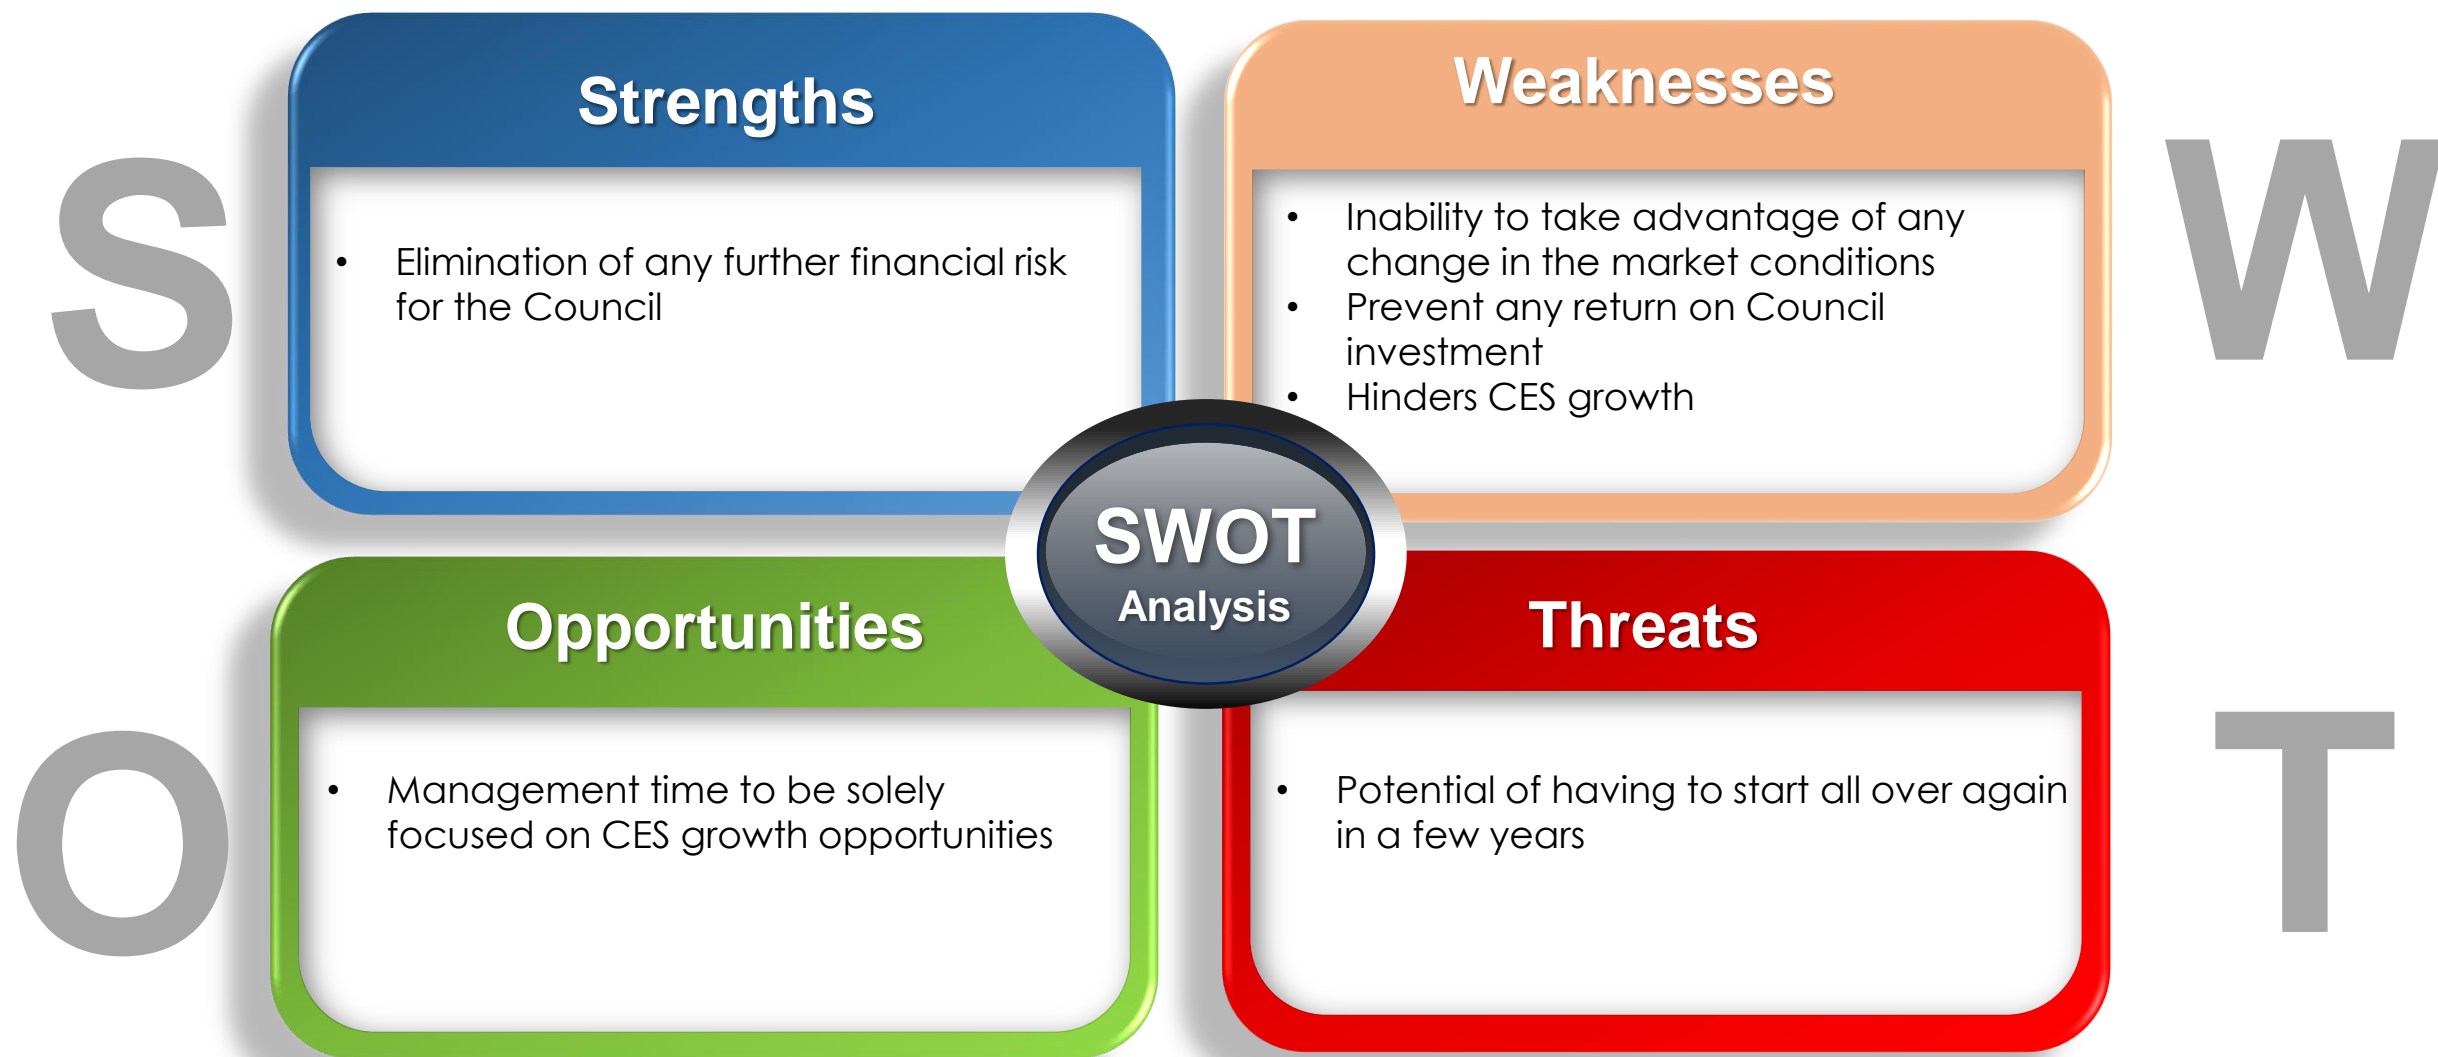 S
Strengths
• Elimination of any further financial risk
for the Council
W
Weaknesses
• Inability to take advantage of any
change in the market conditions
• Prevent any return on Council
investment
• Hinders CES growth
SWOT
Analysis
O
Opportunities
• Management time to be solely
focused on CES growth opportunities
T
Threats
• Potential of having to start all over again
in a few years